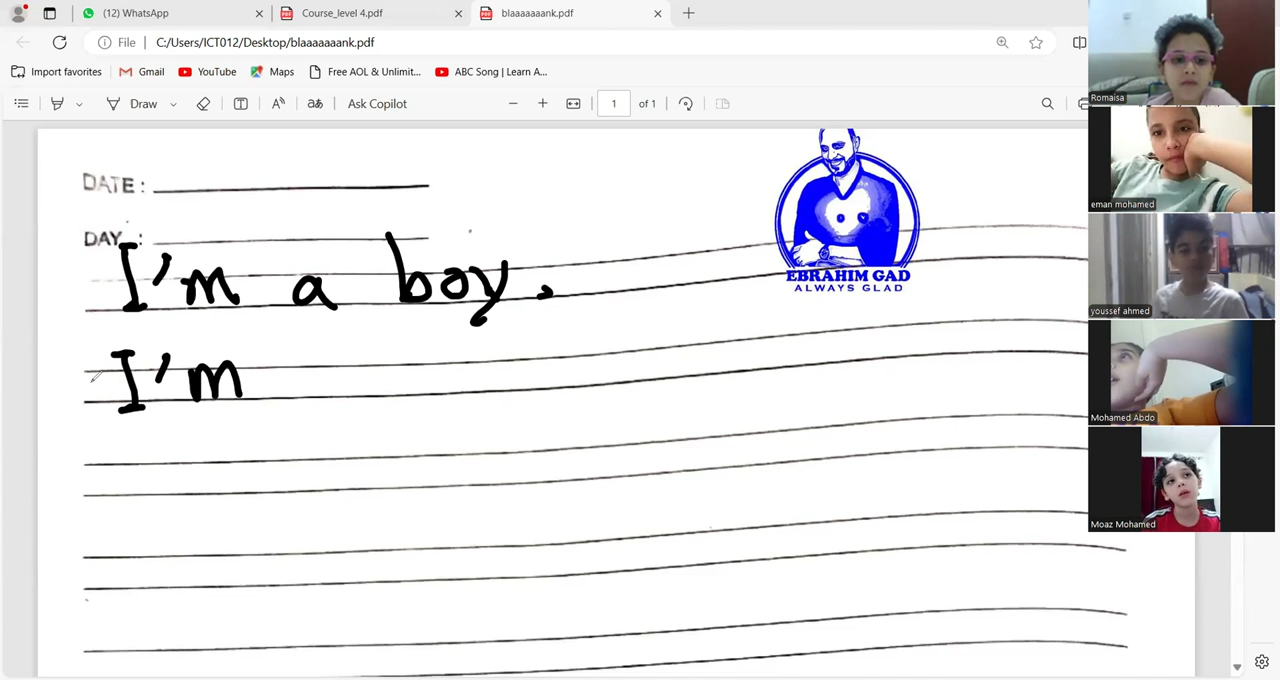 (12) WhatsApp
Course_level 4.pdf
blaaaaaaank.pdf
File
C:/Users/ICT012/Desktop/blaaaaaaank.pdf
Import favorites
Gmail
YouTube
Maps
Free AOL & Unlimit...
ABC Song | Learn A...
Draw
Ask Copilot
1 of 1
DATE:
DAY :
I'm a boy.
I'm
EBRAHIM GAD
ALWAYS GLAD
Romaisa
eman mohamed
youssef ahmed
Mohamed Abdo
Moaz Mohamed